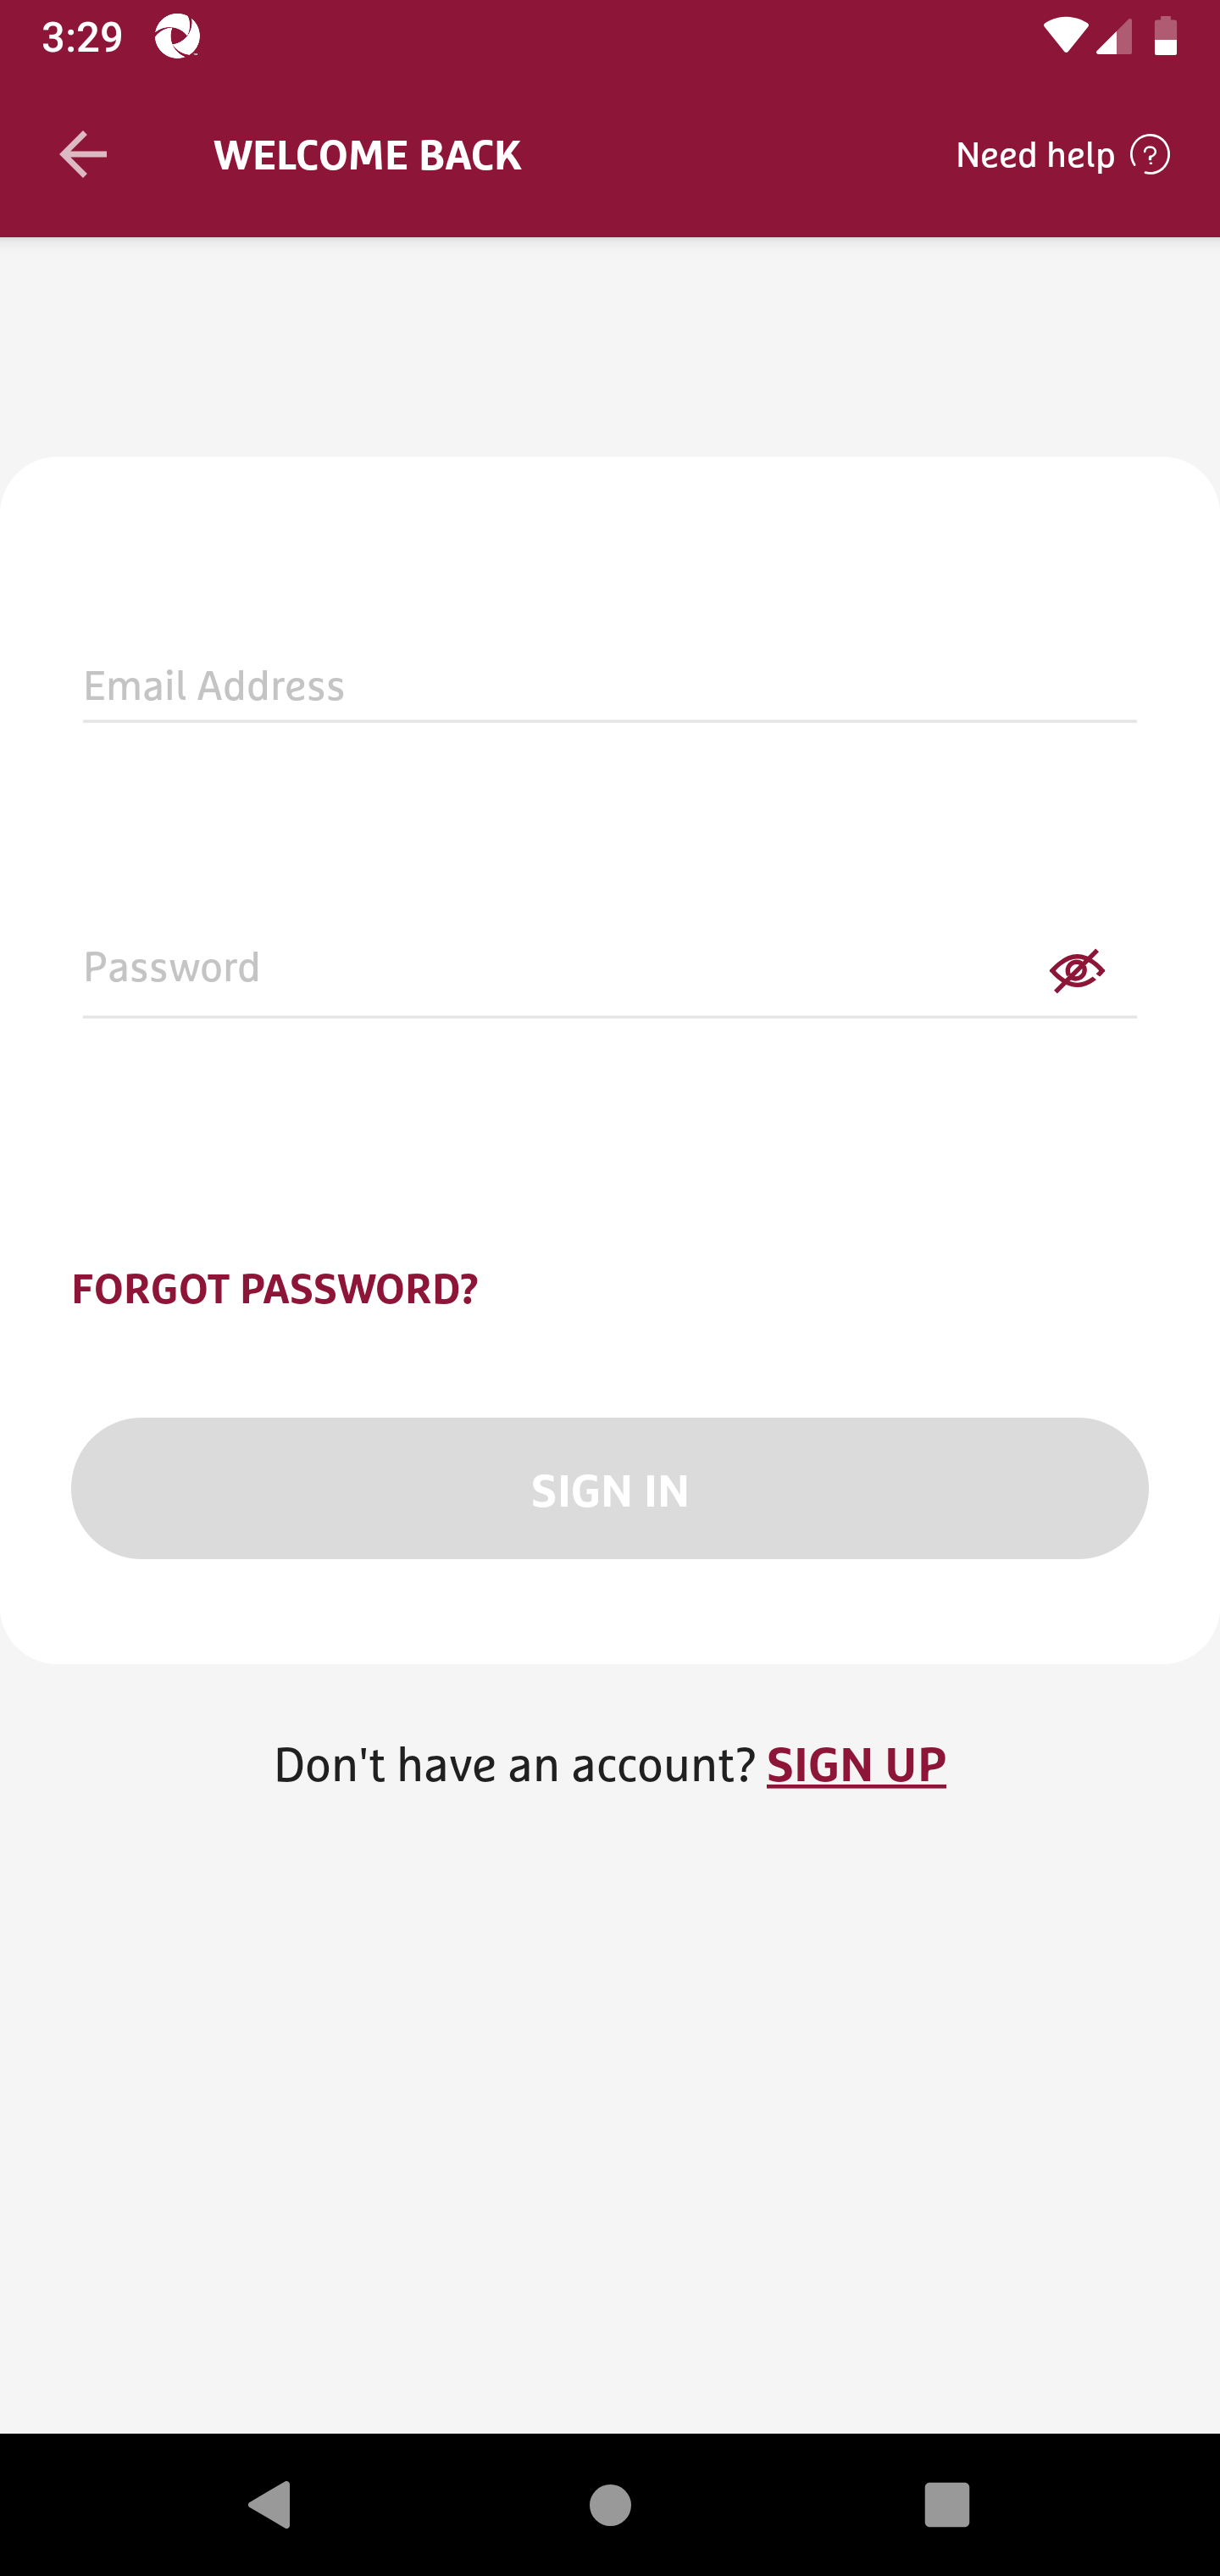 3:29
WELCOME BACK
Need help ?
Email Address
Password
FORGOT PASSWORD?
SIGN IN
Don't have an account? SIGN UP